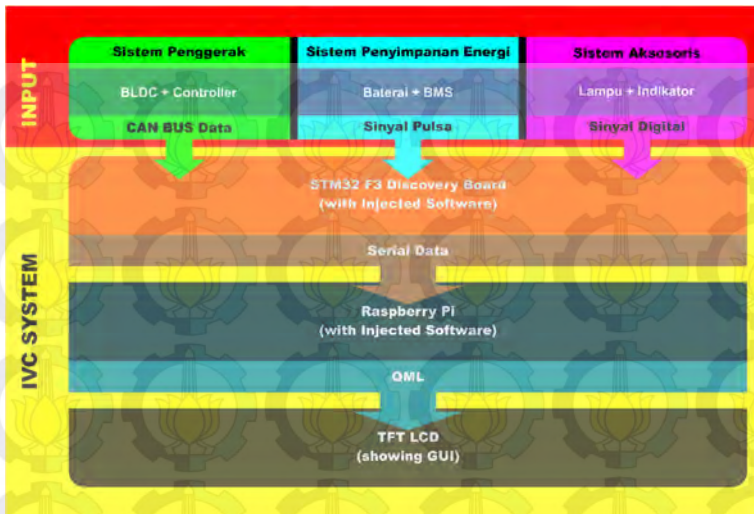 INPUT
Sistem Penggerak
BLDC + Controller
CAN BUS Data
Sistem Penyimpanan Energi
Baterai + BMS
Sinyal Pulsa
Sistem Aksesoris
Lampu + Indikator
Sinyal Digital
IVC SYSTEM
STM32 F3 Discovery Board
(with Injected Software)
Serial Data
Raspberry Pi
(with Injected Software)
QML
TFT LCD
(showing GUI)